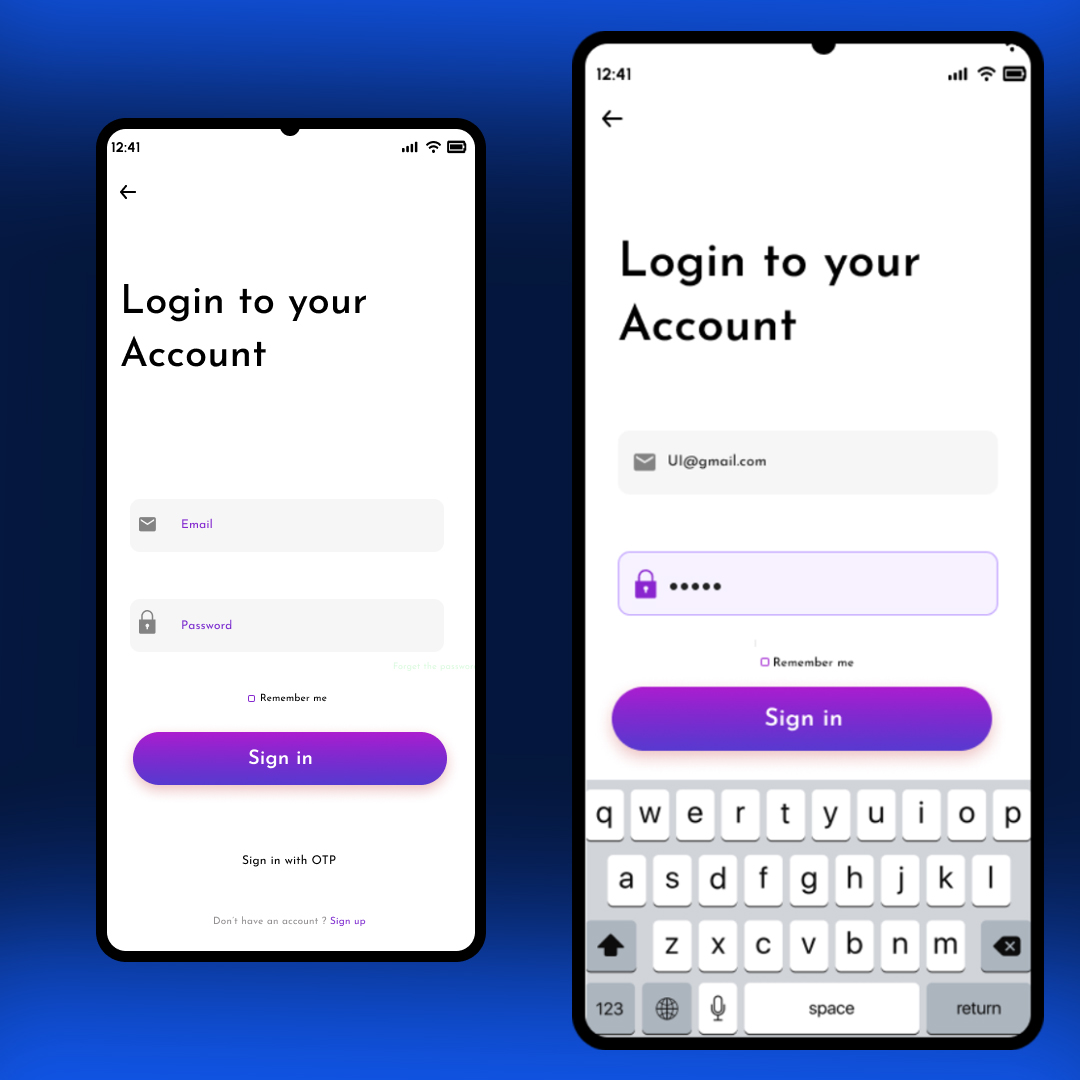 12:41
Login to your
Account
Email
Password
Forgot the passwor
Remember me
Sign in
Sign in with OTP
Don't have an account ? Sign up
12:41
Login to your
Account
UI@gmail.com
•••••
Remember me
Sign in
q w e r t y u i o p
a s d f g h j k l
z x c v b n m
123 space return